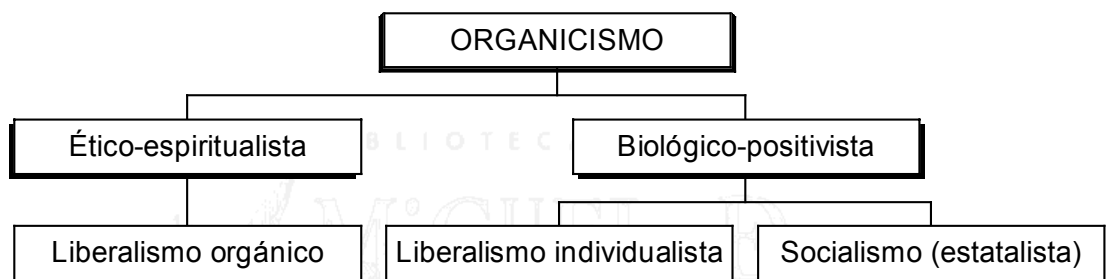 ORGANICISMO
Ético-espiritualista
Biológico-positivista
Liberalismo orgánico
Liberalismo individualista
Socialismo (estatalista)